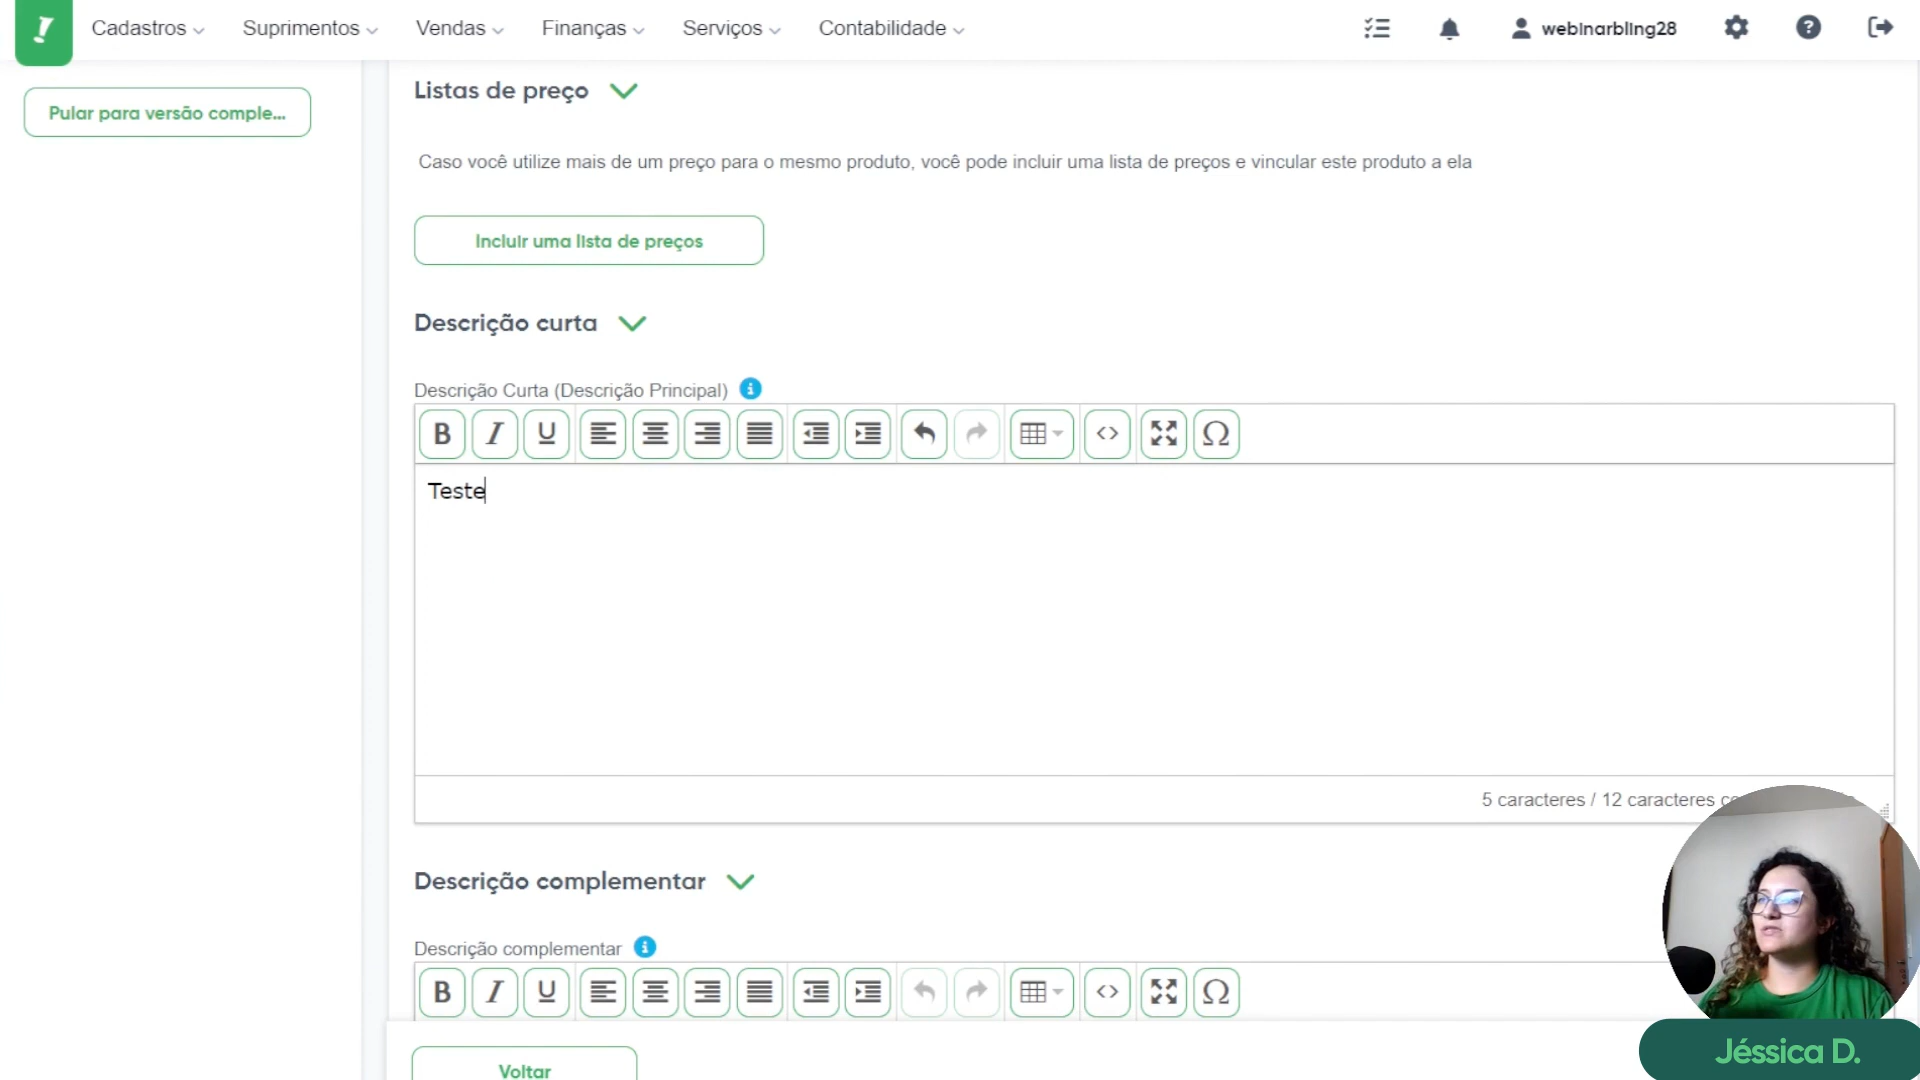 Cadastros Suprimentos Vendas Finanças Serviços Contabilidade webinarbling28
Pular para versão comple...
Listas de preço
Caso você utilize mais de um preço para o mesmo produto, você pode incluir uma lista de preços e vincular este produto a ela
Incluir uma lista de preços
Descrição curta
Descrição Curta (Descrição Principal)
B I U Ω
Teste
5 caracteres / 12 caracteres
Descrição complementar
Descrição complementar
B I U Ω
Voltar
Jéssica D.